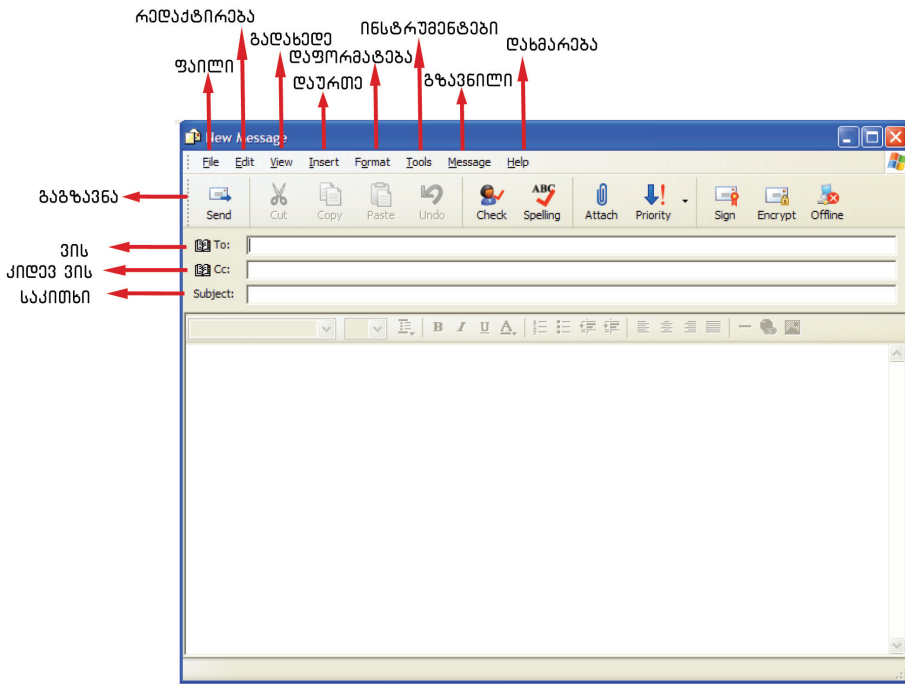 რედაქტირება
ინსტრუმენტები
გადახედე
დახმარება
დაფორმატება
ფაილი
დაურთე
გზავნილი
New Message
File Edit View Insert Format Tools Message Help
გაგზავნა
ABC
Send Cut Copy Paste Undo Check Spelling Attach Priority Sign Encrypt Offline
ვის
To:
კიდევ ვის
Cc:
საკითხი
Subject:
B I U A